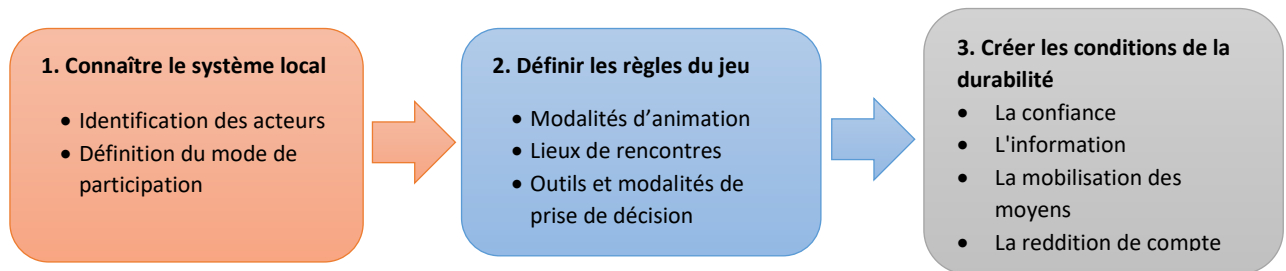 1. Connaître le système local
• Identification des acteurs
• Définition du mode de
participation
2. Définir les règles du jeu
• Modalités d’animation
• Lieux de rencontres
• Outils et modalités de
prise de décision
3. Créer les conditions de la
durabilité
• La confiance
• L'information
• La mobilisation des
moyens
• La reddition de compte